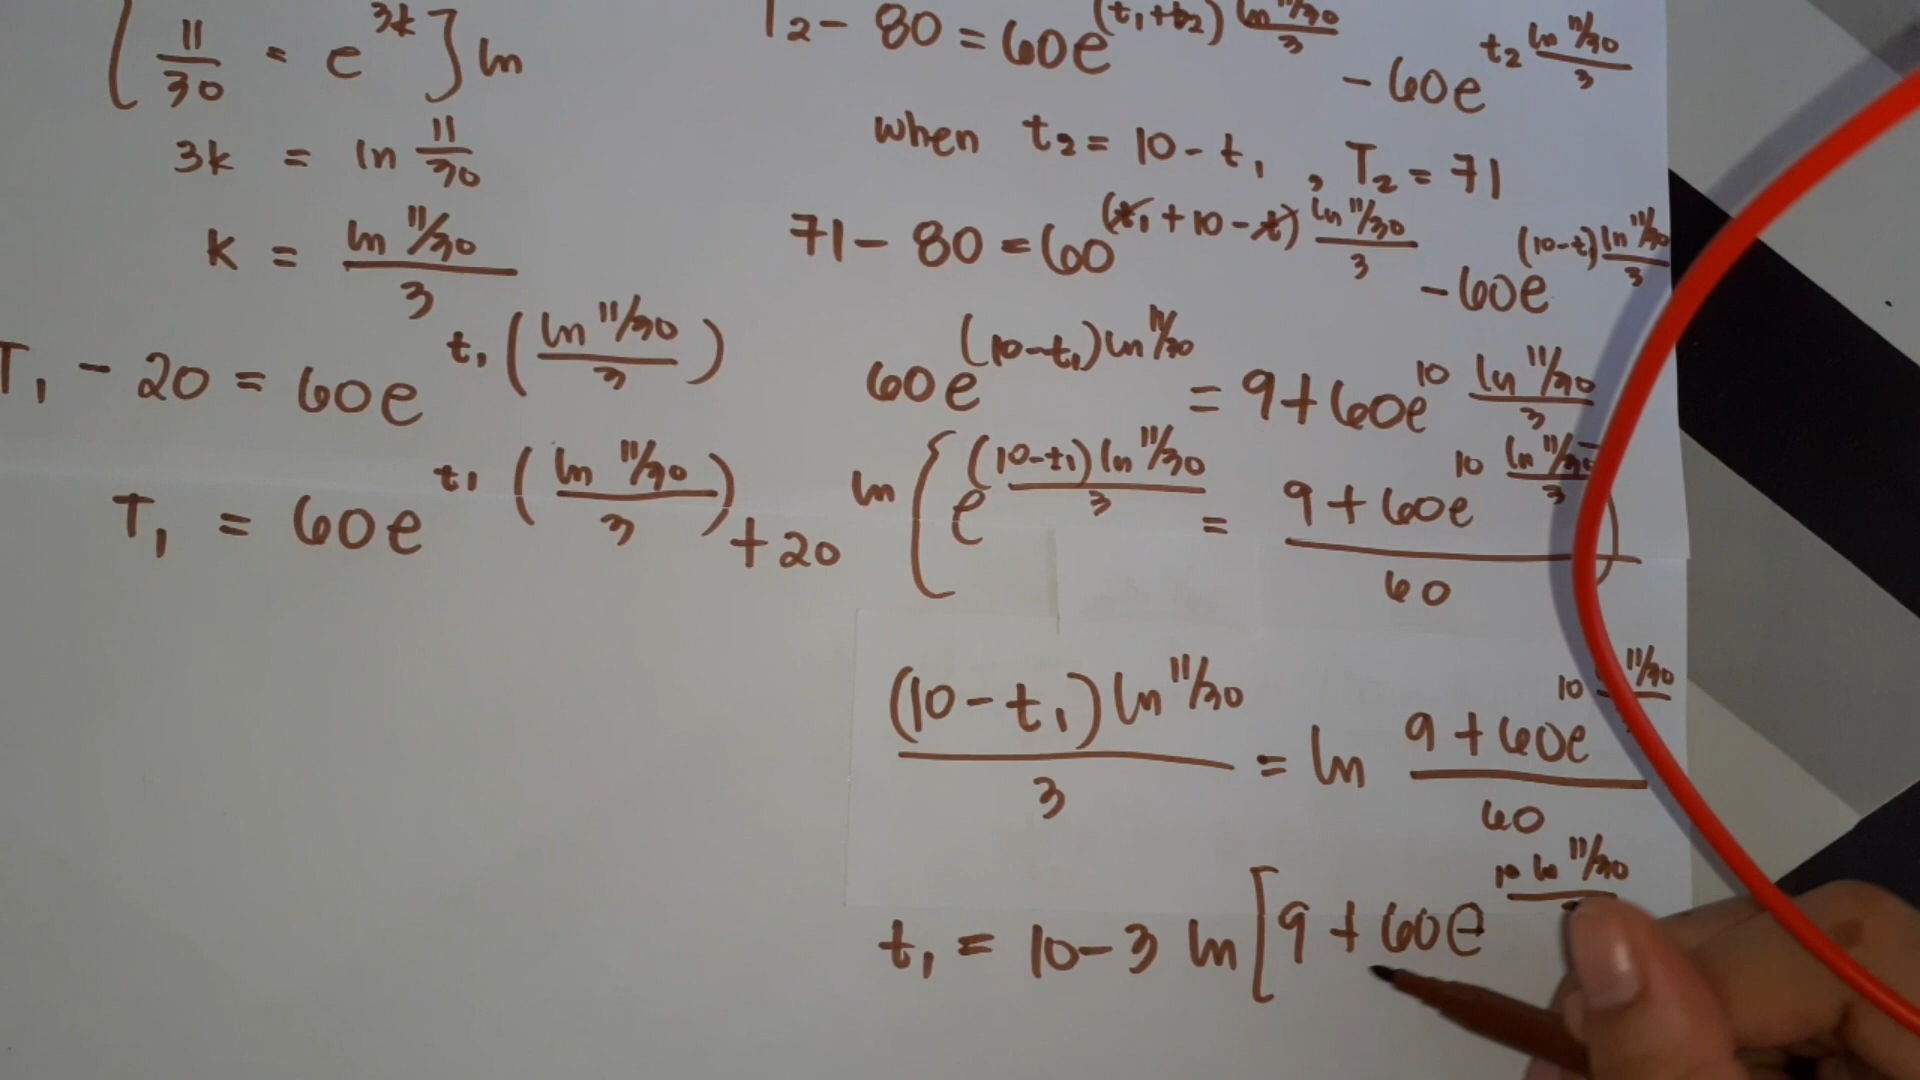 [ 11/30 = e^3k ] ln
3k = ln 11/30
k = ln 11/30 / 3
T₁ - 20 = 60e^t₁(ln 11/30 / 3)
T₁ = 60e^t₁(ln 11/30 / 3) + 20
T₂ - 80 = 60e^(t₁+t₂) ln 11/30 / 3 - 60e^t₂ ln 11/30 / 3
when t₂ = 10 - t₁ , T₂ = 71
71 - 80 = 60^(t₁ + 10 - t) ln 11/30 / 3 - 60e^(10-t) ln 11/30 / 3
60e^(10-t₁) ln 11/30 = 9 + 60e^10 ln 11/30 / 3
ln [ e^(10-t₁) ln 11/30 / 3 = 9 + 60e^10 ln 11/30 / 3 / 60 )
(10 - t₁) ln 11/30 / 3 = ln 9 + 60e^10 11/30 / 60
t₁ = 10 - 3 ln [ 9 + 60e^10 ln 11/30